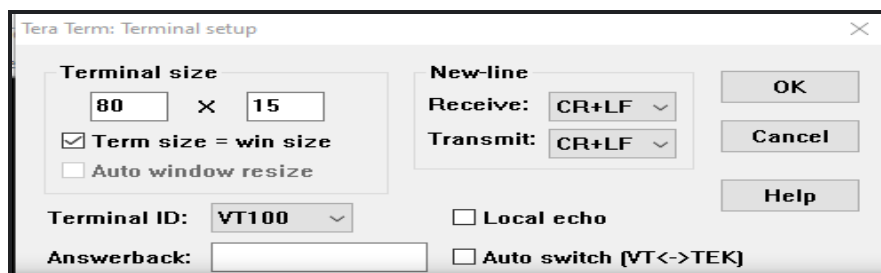 Tera Term: Terminal setup
Terminal size
80 X 15
Term size = win size
Auto window resize
New-line
Receive: CR+LF
Transmit: CR+LF
OK
Cancel
Help
Terminal ID: VT100
Local echo
Answerback:
Auto switch (VT<->TEK)